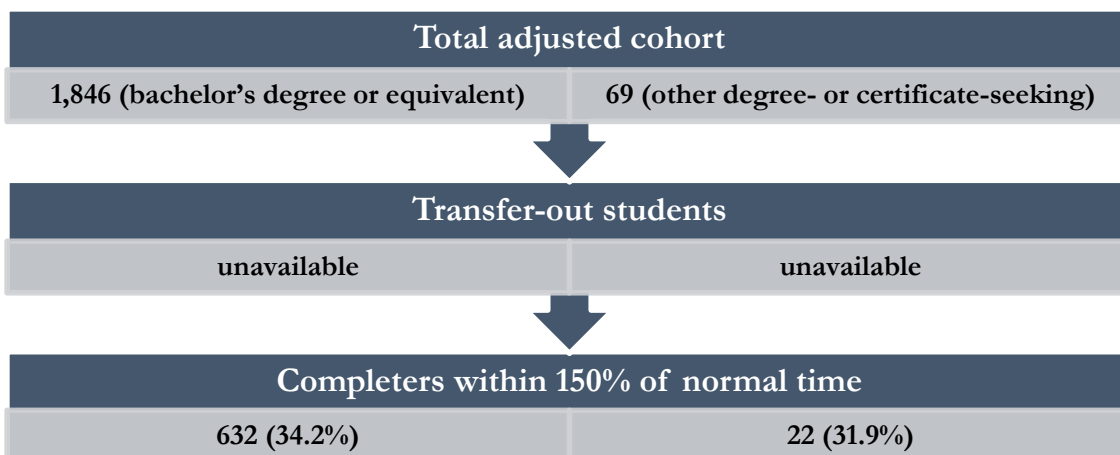 Total adjusted cohort
1,846 (bachelor’s degree or equivalent) 69 (other degree- or certificate-seeking)
Transfer-out students
unavailable unavailable
Completers within 150% of normal time
632 (34.2%) 22 (31.9%)